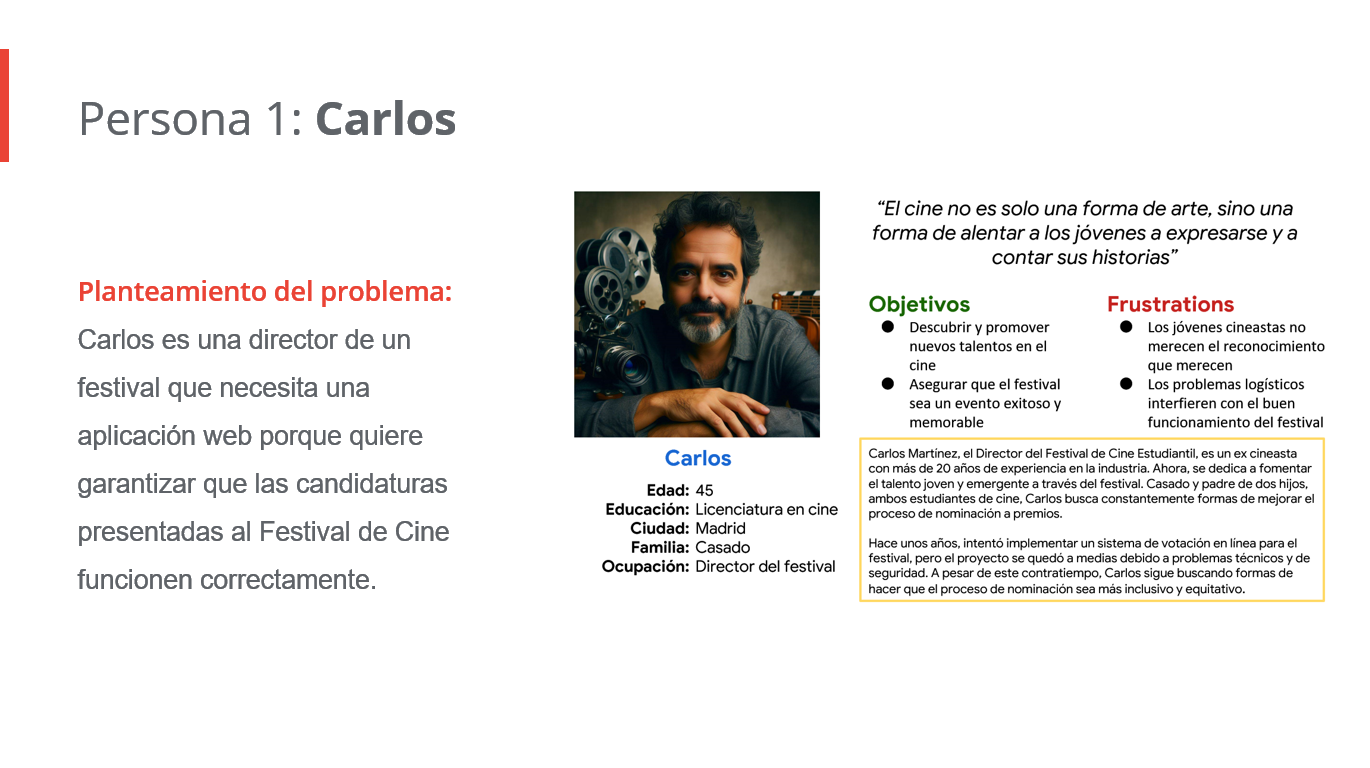 Persona 1: Carlos
Planteamiento del problema:
Carlos es una director de un
festival que necesita una
aplicación web porque quiere
garantizar que las candidaturas
presentadas al Festival de Cine
funcionen correctamente.
Carlos
Edad: 45
Educación: Licenciatura en cine
Ciudad: Madrid
Familia: Casado
Ocupación: Director del festival
“El cine no es solo una forma de arte, sino una
forma de alentar a los jóvenes a expresarse y a
contar sus historias”
Objetivos
● Descubrir y promover
nuevos talentos en el
cine
● Asegurar que el festival
sea un evento exitoso y
memorable
Frustrations
● Los jóvenes cineastas no
merecen el reconocimiento
que merecen
● Los problemas logísticos
interfieren con el buen
funcionamiento del festival
Carlos Martínez, el Director del Festival de Cine Estudiantil, es un ex cineasta
con más de 20 años de experiencia en la industria. Ahora, se dedica a fomentar
el talento joven y emergente a través del festival. Casado y padre de dos hijos,
ambos estudiantes de cine, Carlos busca constantemente formas de mejorar el
proceso de nominación a premios.
Hace unos años, intentó implementar un sistema de votación en línea para el
festival, pero el proyecto se quedó a medias debido a problemas técnicos y de
seguridad. A pesar de este contratiempo, Carlos sigue buscando formas de
hacer que el proceso de nominación sea más inclusivo y equitativo.